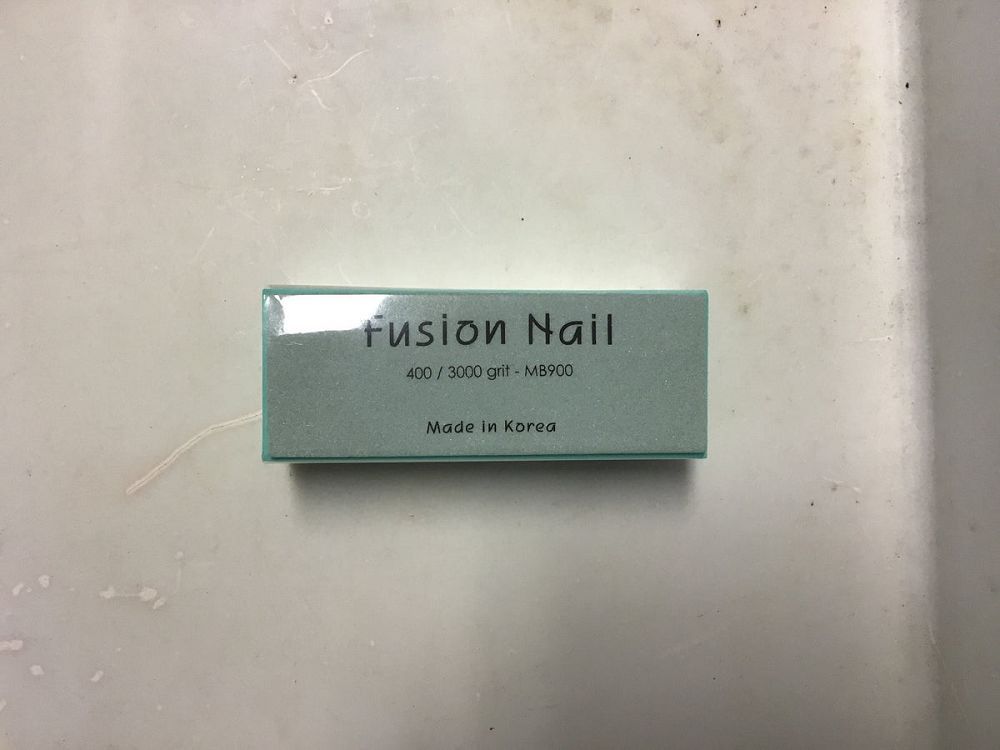 Fusion Nail
400 / 3000 grit - MB900
Made in Korea